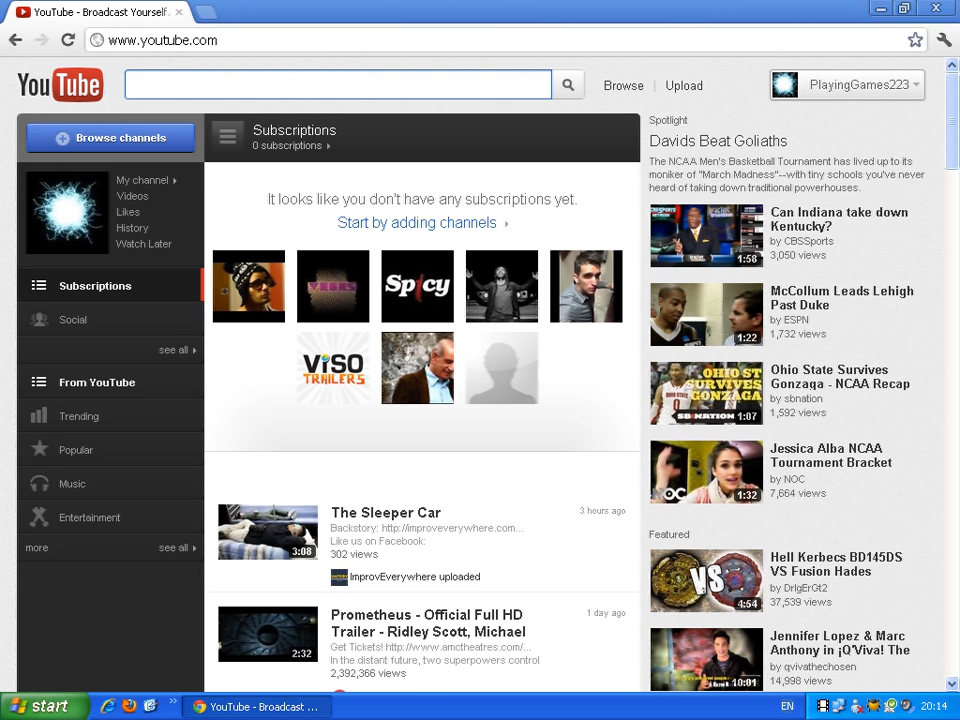 YouTube - Broadcast Yourself.
www.youtube.com
YouTube
Browse
Upload
PlayingGames223
Browse channels
My channel
Videos
Likes
History
Watch Later
Subscriptions
Social
see all
From YouTube
Trending
Popular
Music
Entertainment
more
see all
Subscriptions
0 subscriptions
It looks like you don't have any subscriptions yet.
Start by adding channels
Spicy
VISO
TRAILERS
The Sleeper Car
3 hours ago
Backstory: http://improveverywhere.com...
Like us on Facebook:
302 views
3:08
ImprovEverywhere uploaded
Prometheus - Official Full HD
Trailer - Ridley Scott, Michael
1 day ago
Get Tickets! http://www.amctheatres.com/...
In the distant future, two superpowers control
2,392,366 views
2:32
Spotlight
Davids Beat Goliaths
The NCAA Men's Basketball Tournament has lived up to its
moniker of "March Madness"--with tiny schools you've never
heard of taking down traditional powerhouses.
Can Indiana take down
Kentucky?
by CBSSports
3,050 views
1:58
McCollum Leads Lehigh
Past Duke
by ESPN
1,732 views
1:22
Ohio State Survives
Gonzaga - NCAA Recap
by sbnation
1,592 views
OHIO ST
SURVIVES
GONZAGA
SB NATION
1:07
Jessica Alba NCAA
Tournament Bracket
by NOC
7,664 views
NOC
1:32
Featured
Hell Kerbecs BD145DS
VS Fusion Hades
by DrIgErGt2
37,539 views
VS
4:54
Jennifer Lopez & Marc
Anthony in ¡Q'Viva! The
by qvivathechosen
14,998 views
10:01
start
YouTube - Broadcast ...
EN
20:14